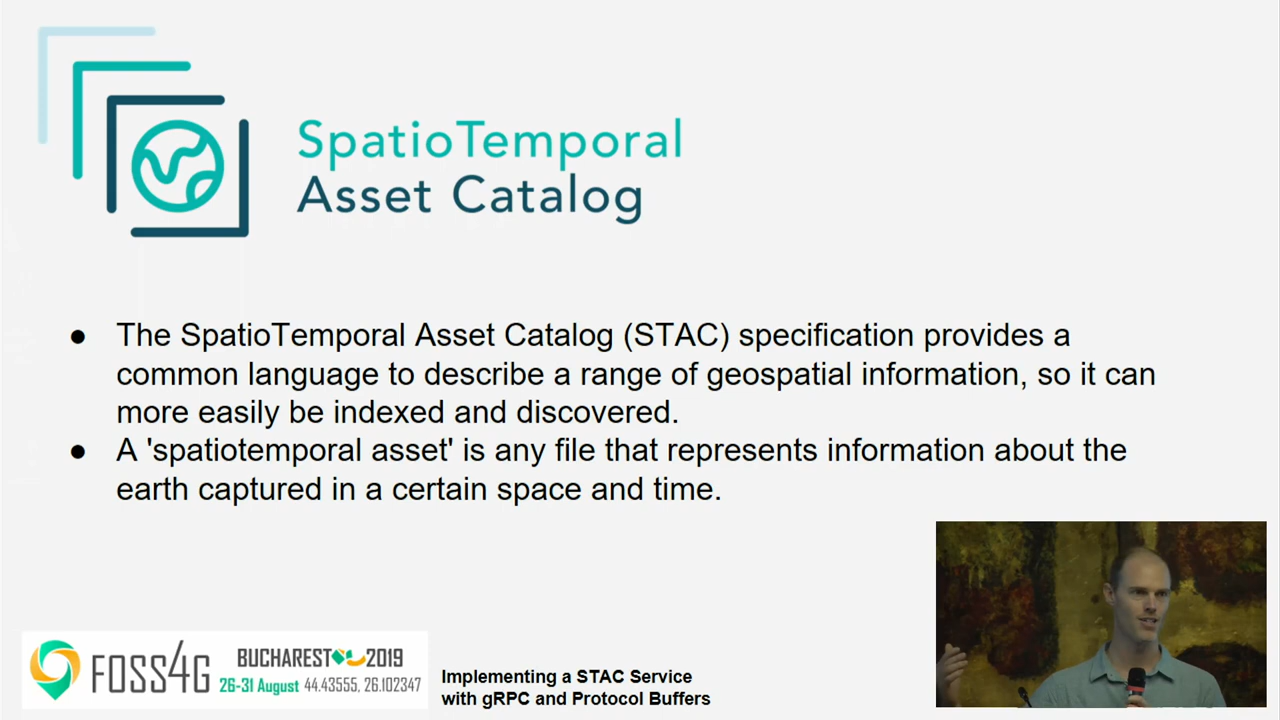 SpatioTemporal
Asset Catalog
● The SpatioTemporal Asset Catalog (STAC) specification provides a
common language to describe a range of geospatial information, so it can
more easily be indexed and discovered.
● A 'spatiotemporal asset' is any file that represents information about the
earth captured in a certain space and time.
FOSS4G
BUCHAREST 2019
26-31 August 44.43555, 26.102347
Implementing a STAC Service
with gRPC and Protocol Buffers